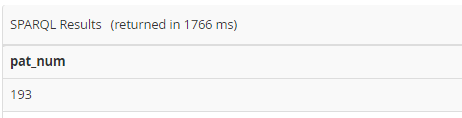 SPARQL Results (returned in 1766 ms)
pat_num
193